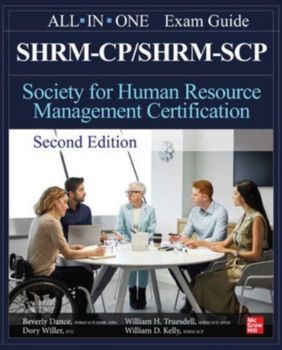 ALL▪IN▪ONE Exam Guide
SHRM-CP/SHRM-SCP
Society for Human Resource
Management Certification
Second Edition
Mc
Graw
Hill
Beverly Dance, William H. Truesdell,
Dory Willer, William D. Kelly,